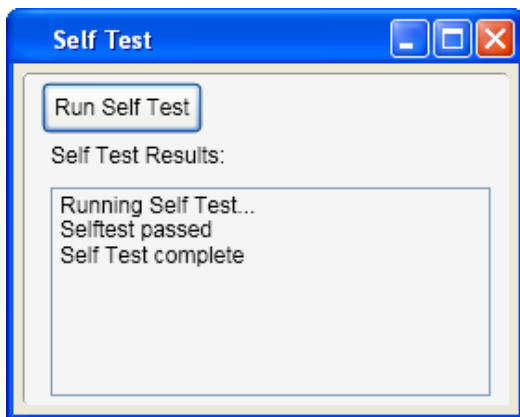 Self Test
Run Self Test
Self Test Results:
Running Self Test...
Selftest passed
Self Test complete